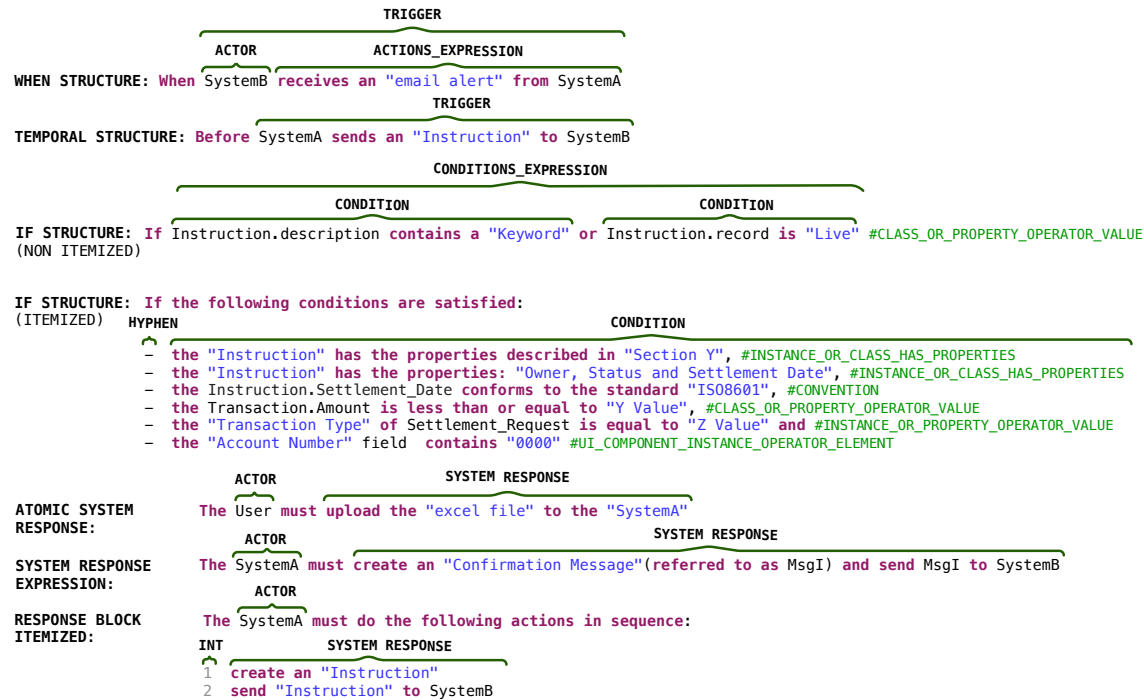 TRIGGER
ACTOR ACTIONS_EXPRESSION
WHEN STRUCTURE: When SystemB receives an "email alert" from SystemA
TRIGGER
TEMPORAL STRUCTURE: Before SystemA sends an "Instruction" to SystemB
CONDITIONS_EXPRESSION
CONDITION CONDITION
IF STRUCTURE: If Instruction.description contains a "Keyword" or Instruction.record is "Live" #CLASS_OR_PROPERTY_OPERATOR_VALUE
(NON ITEMIZED)
IF STRUCTURE: If the following conditions are satisfied:
(ITEMIZED) HYPHEN CONDITION
– the "Instruction" has the properties described in "Section Y", #INSTANCE_OR_CLASS_HAS_PROPERTIES
– the "Instruction" has the properties: "Owner, Status and Settlement Date", #INSTANCE_OR_CLASS_HAS_PROPERTIES
– the Instruction.Settlement_Date conforms to the standard "ISO8601", #CONVENTION
– the Transaction.Amount is less than or equal to "Y Value", #CLASS_OR_PROPERTY_OPERATOR_VALUE
– the "Transaction Type" of Settlement_Request is equal to "Z Value" and #INSTANCE_OR_PROPERTY_OPERATOR_VALUE
– the "Account Number" field contains "0000" #UI_COMPONENT_INSTANCE_OPERATOR_ELEMENT
ACTOR SYSTEM RESPONSE
ATOMIC SYSTEM The User must upload the "excel file" to the "SystemA"
RESPONSE:
ACTOR SYSTEM RESPONSE
SYSTEM RESPONSE The SystemA must create an "Confirmation Message"(referred to as MsgI) and send MsgI to SystemB
EXPRESSION:
ACTOR
RESPONSE BLOCK The SystemA must do the following actions in sequence:
ITEMIZED:
INT SYSTEM RESPONSE
1 create an "Instruction"
2 send "Instruction" to SystemB